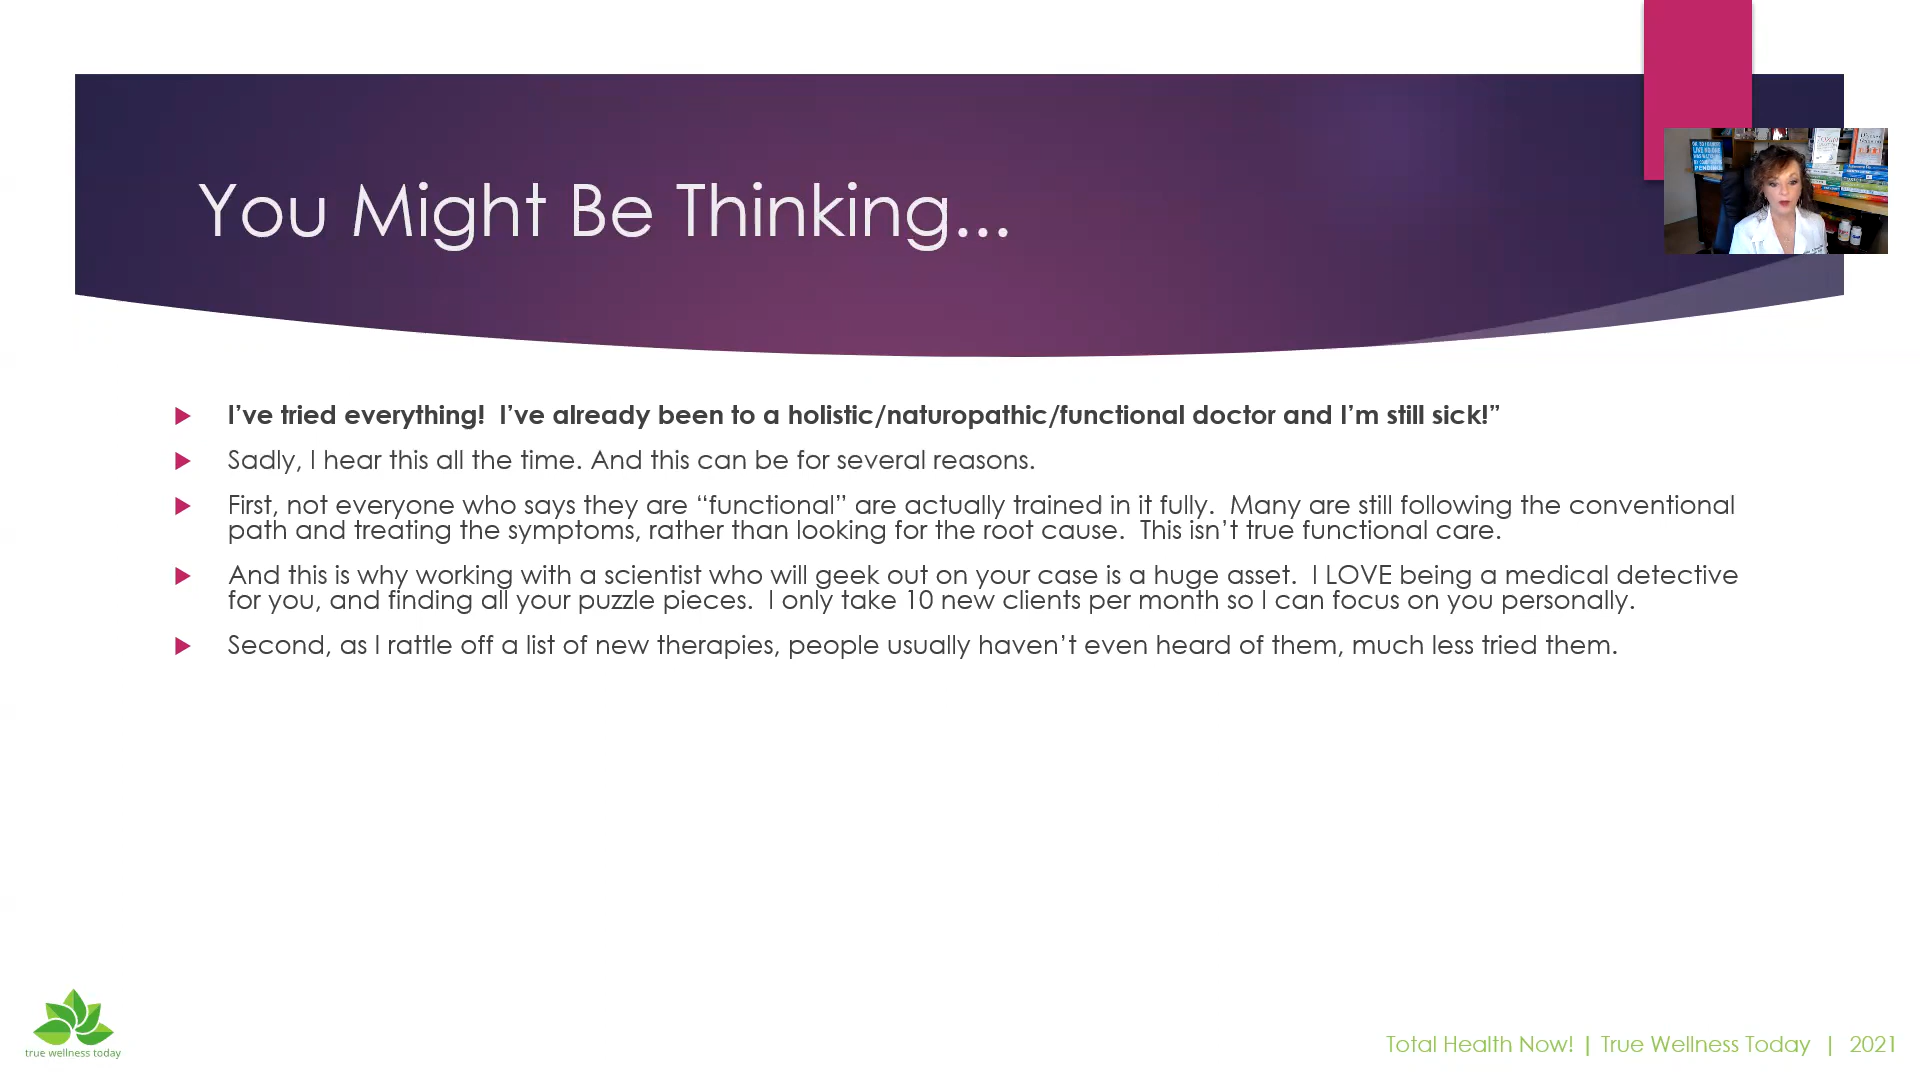 You Might Be Thinking...
I’ve tried everything!  I’ve already been to a holistic/naturopathic/functional doctor and I’m still sick!”
Sadly, I hear this all the time. And this can be for several reasons.
First, not everyone who says they are “functional” are actually trained in it fully.  Many are still following the conventional
path and treating the symptoms, rather than looking for the root cause.  This isn’t true functional care.
And this is why working with a scientist who will geek out on your case is a huge asset.  I LOVE being a medical detective
for you, and finding all your puzzle pieces.  I only take 10 new clients per month so I can focus on you personally.
Second, as I rattle off a list of new therapies, people usually haven’t even heard of them, much less tried them.
true wellness today
Total Health Now! | True Wellness Today | 2021